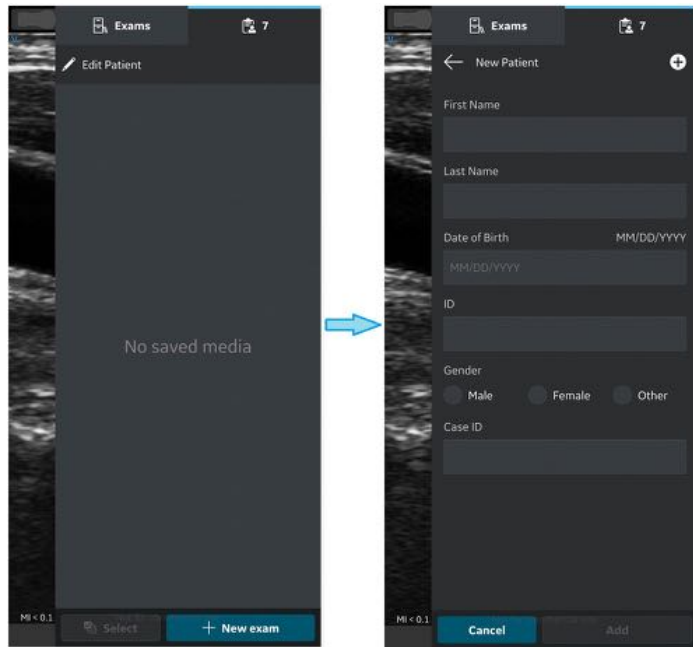 Exams
7
Edit Patient
No saved media
MI < 0.1
Select
New exam
Exams
7
New Patient
First Name
Last Name
Date of Birth MM/DD/YYYY
MM/DD/YYYY
ID
Gender
Male Female Other
Case ID
MI < 0.1
Cancel
Add